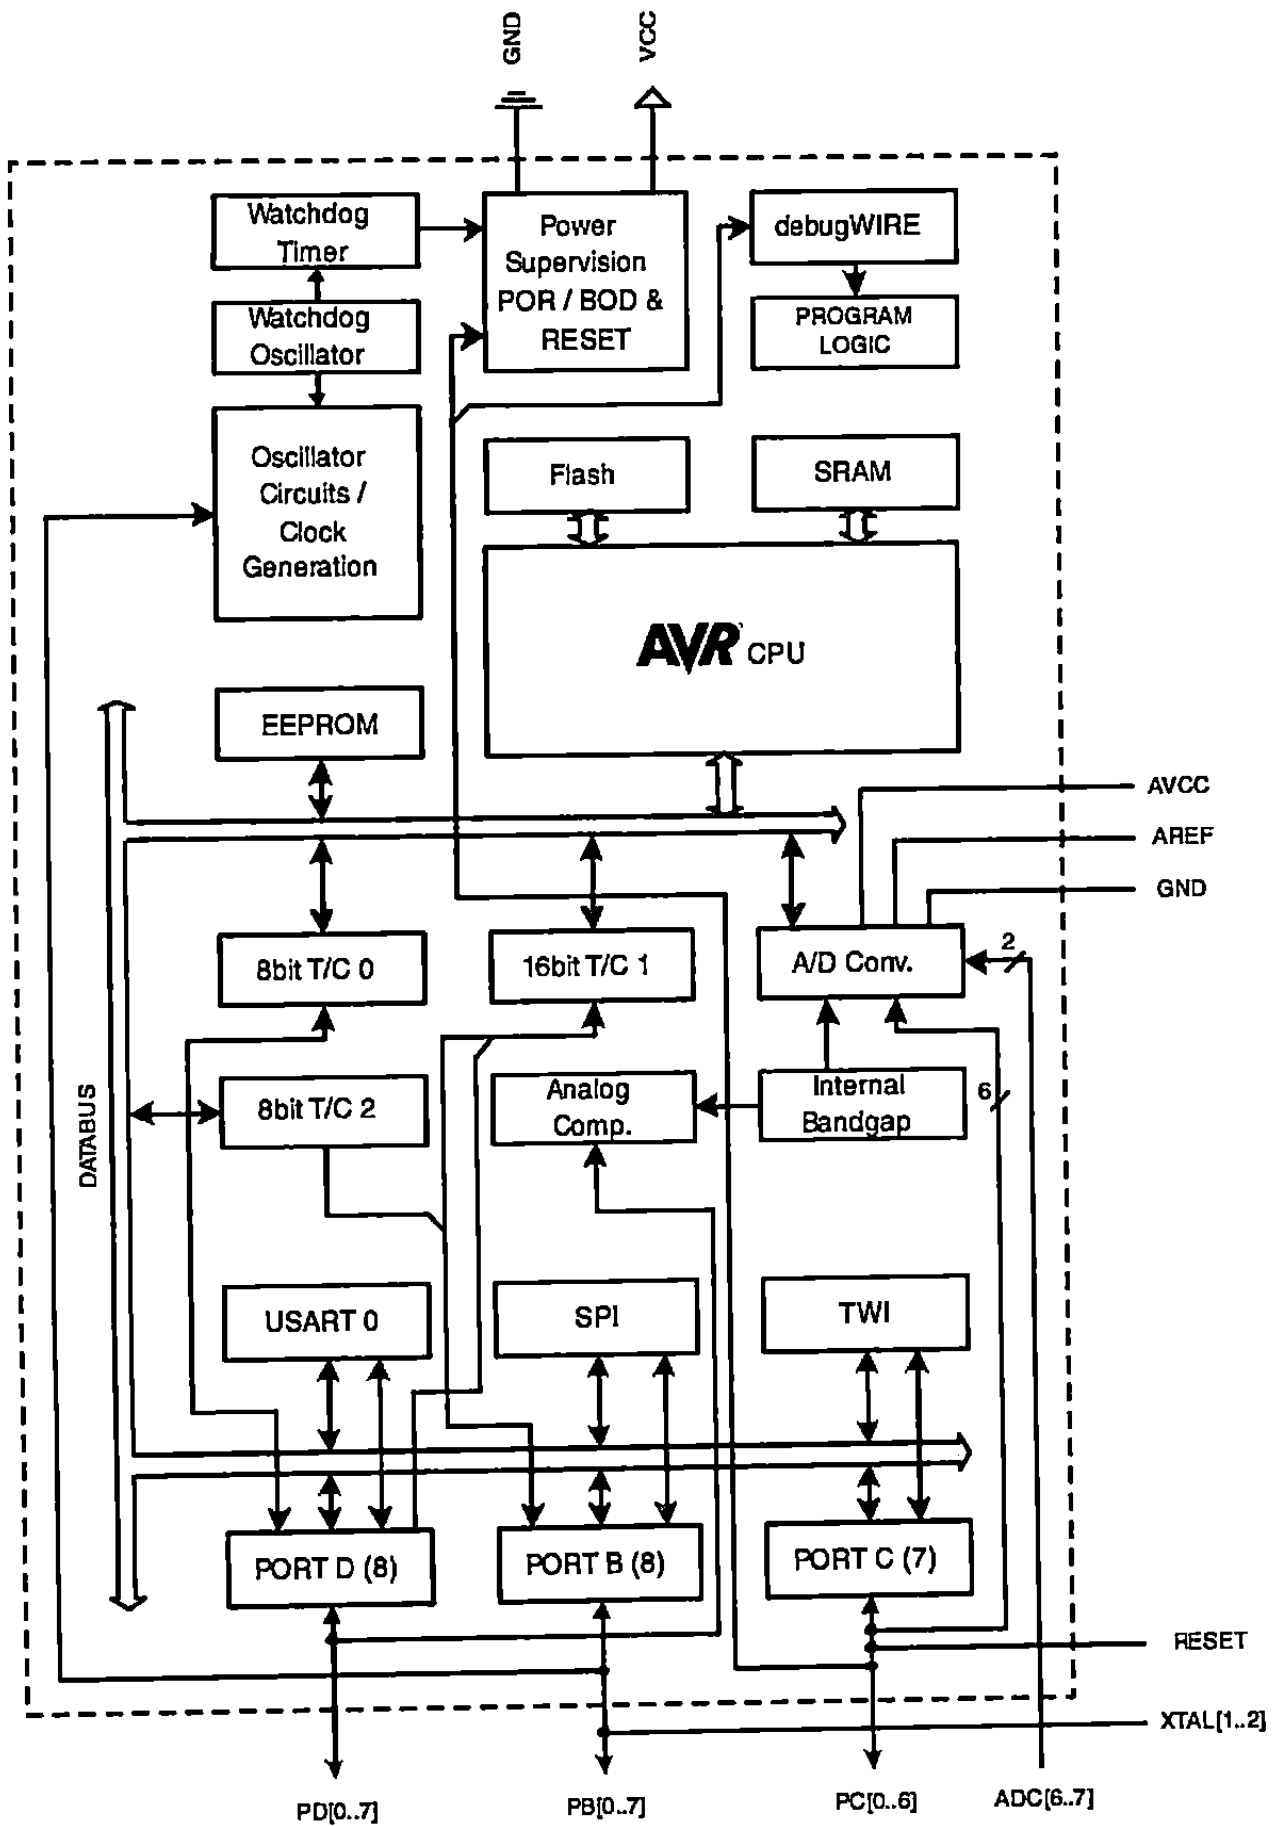 GND
VCC
Watchdog
Timer
Power
Supervision
POR / BOD &
RESET
debugWIRE
Watchdog
Oscillator
PROGRAM
LOGIC
Oscillator
Circuits /
Clock
Generation
Flash
SRAM
AVR CPU
EEPROM
AVCC
AREF
GND
8bit T/C 0
16bit T/C 1
A/D Conv.
2
DATABUS
8bit T/C 2
Analog
Comp.
Internal
Bandgap
6
USART 0
SPI
TWI
PORT D (8)
PORT B (8)
PORT C (7)
RESET
XTAL[1..2]
PD[0..7]
PB[0..7]
PC[0..6]
ADC[6..7]